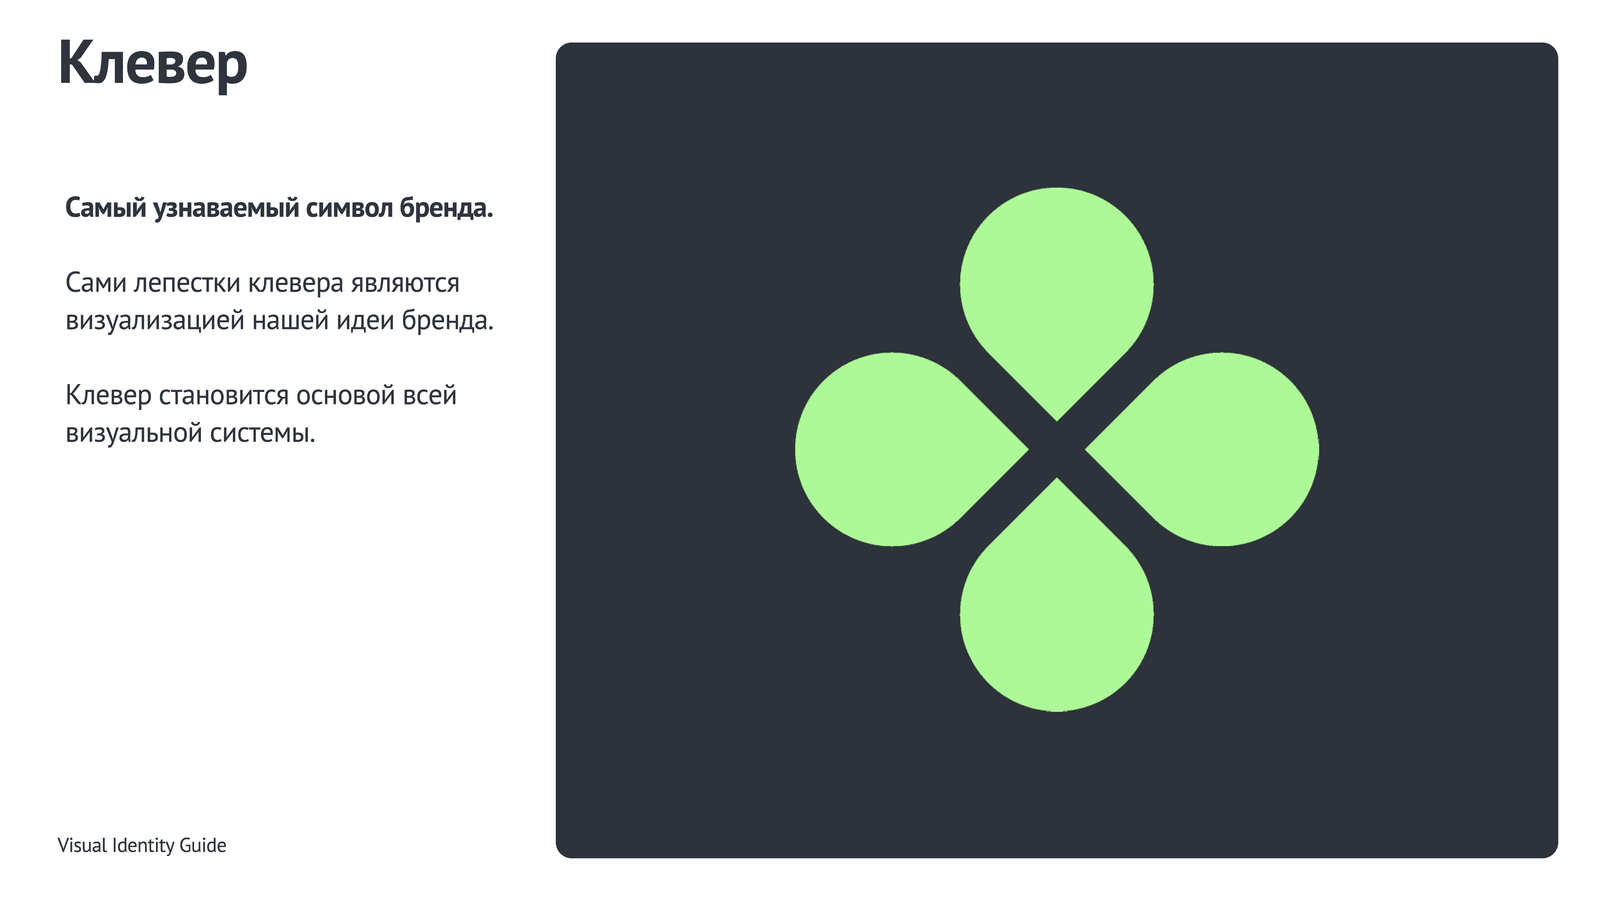 Клевер
Самый узнаваемый символ бренда.
Сами лепестки клевера являются
визуализацией нашей идеи бренда.
Клевер становится основой всей
визуальной системы.
Visual Identity Guide